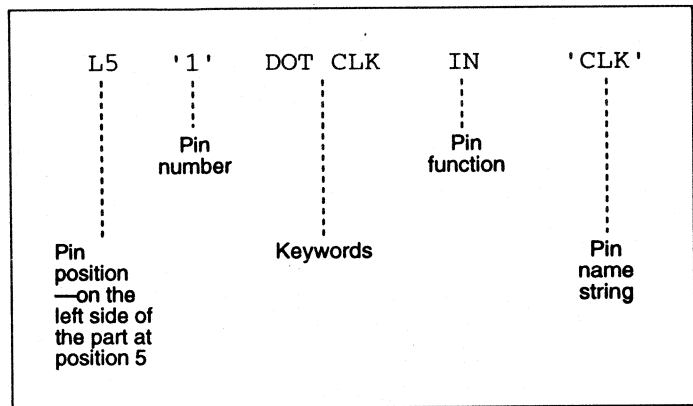 L5 '1' DOT CLK IN 'CLK'
Pin
number
Pin
function
Pin
position
—on the
left side of
the part at
position 5
Keywords
Pin
name
string